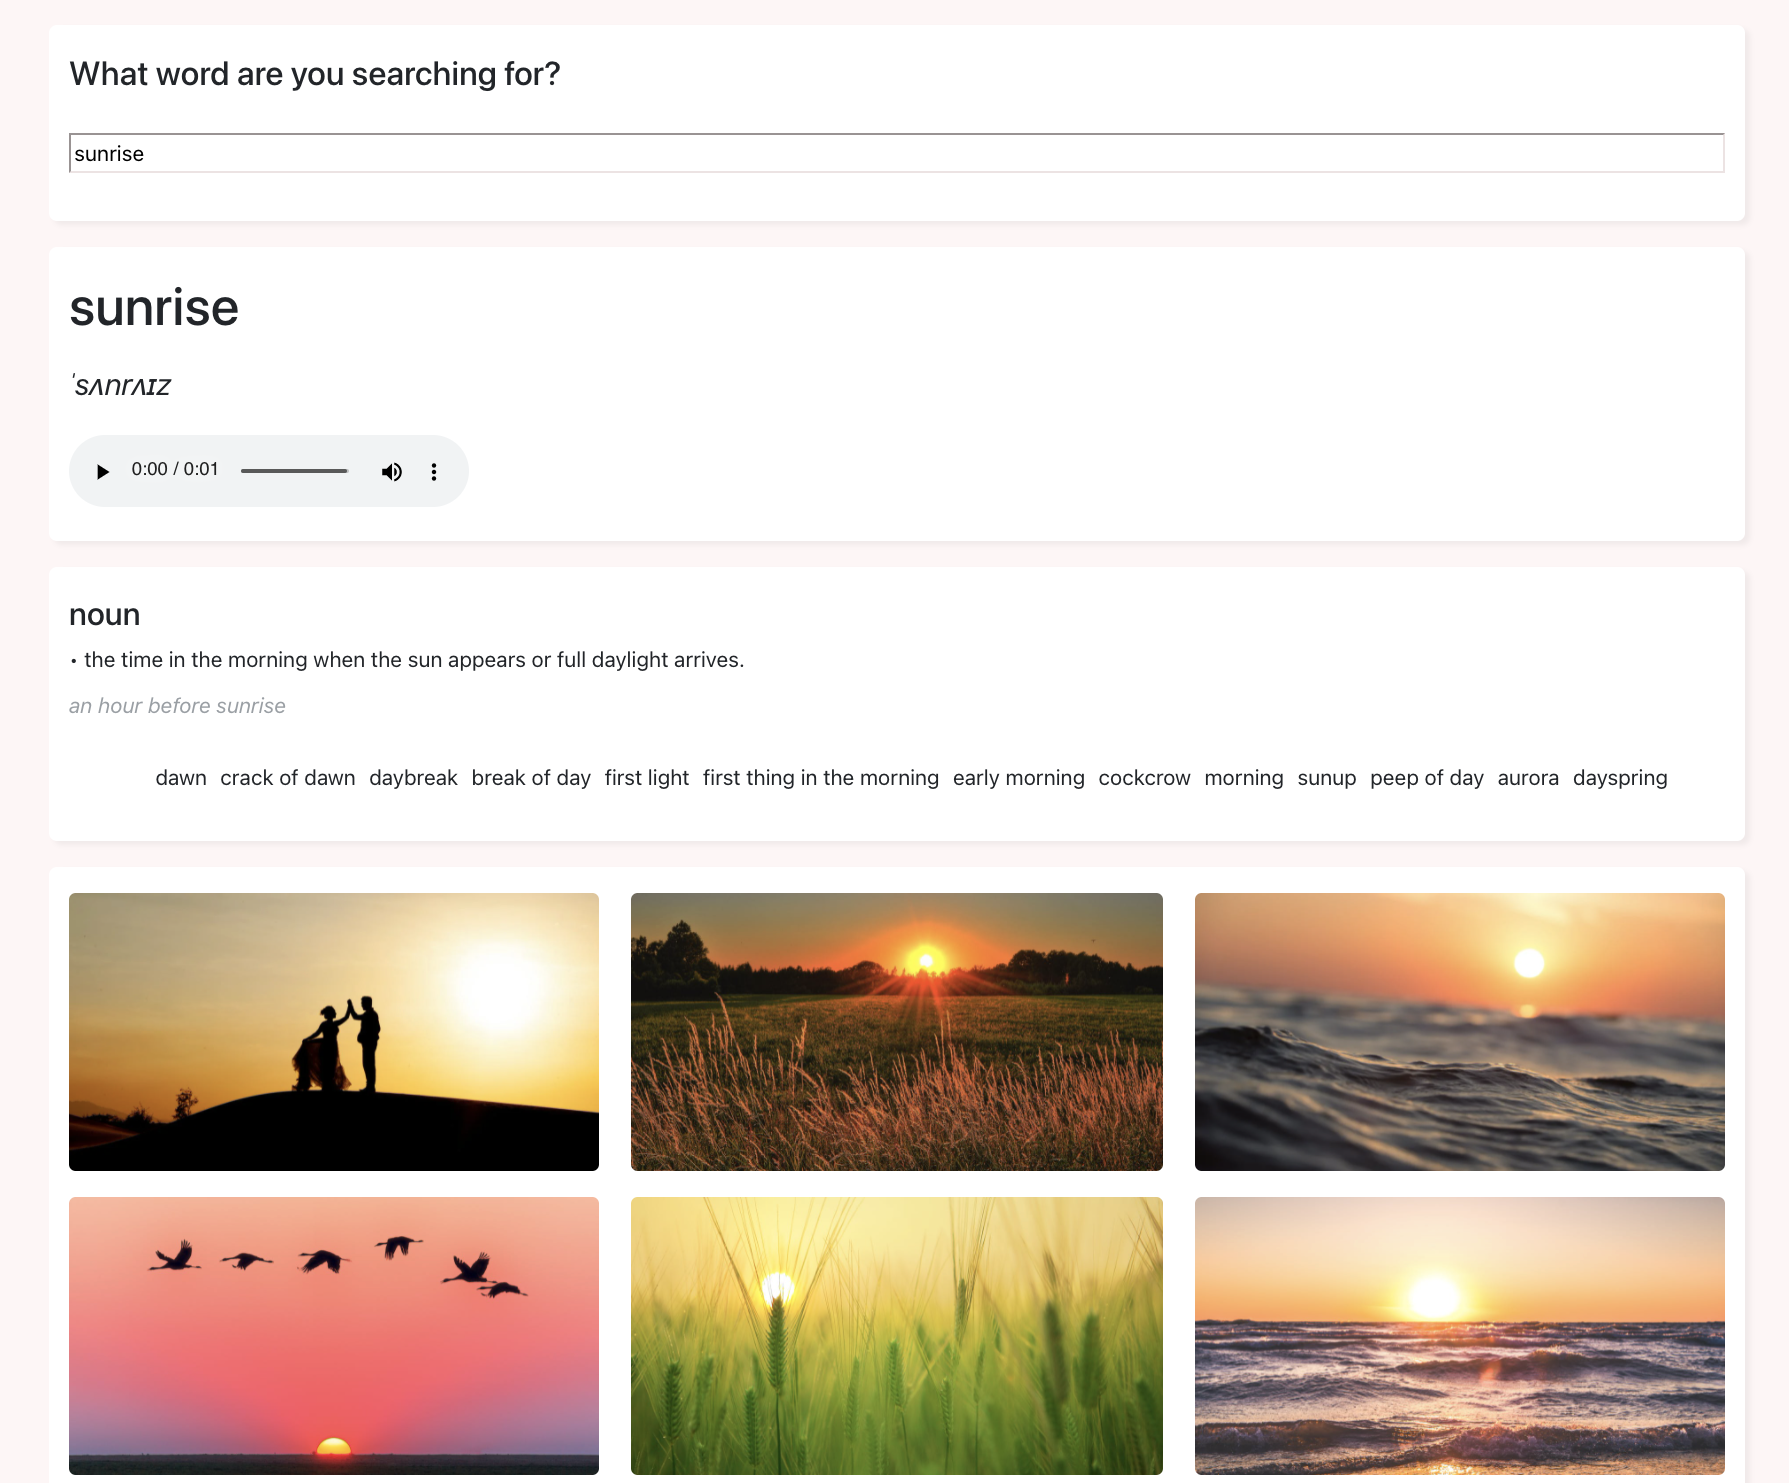 What word are you searching for?
sunrise
sunrise
ˈsʌnrʌɪz
0:00 / 0:01
noun
• the time in the morning when the sun appears or full daylight arrives.
an hour before sunrise
dawn crack of dawn daybreak break of day first light first thing in the morning early morning cockcrow morning sunup peep of day aurora dayspring